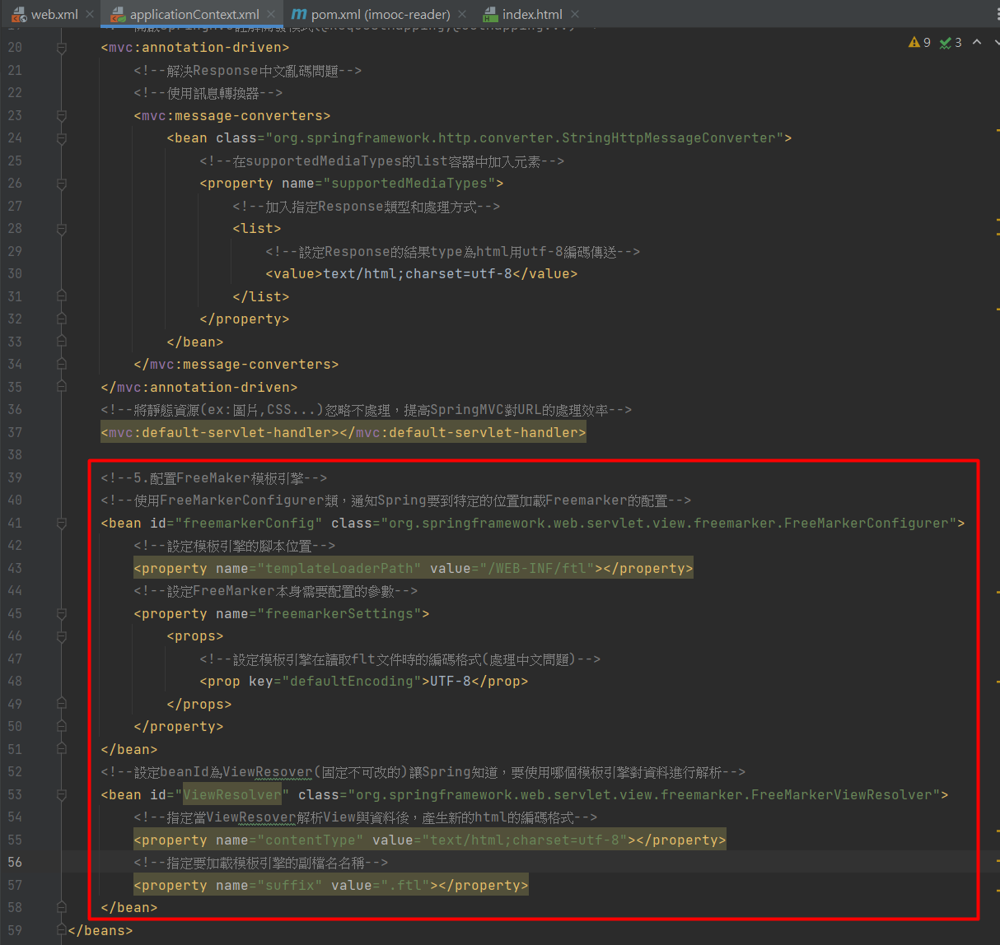 web.xml applicationContext.xml pom.xml (imooc-reader) index.html
9 3
20 <mvc:annotation-driven>
21 <!--解決Response中文亂碼問題-->
22 <!--使用訊息轉換器-->
23 <mvc:message-converters>
24 <bean class="org.springframework.http.converter.StringHttpMessageConverter">
25 <!--在supportedMediaTypes的list容器中加入元素-->
26 <property name="supportedMediaTypes">
27 <!--加入指定Response類型和處理方式-->
28 <list>
29 <!--設定Response的結果type為html用utf-8編碼傳送-->
30 <value>text/html;charset=utf-8</value>
31 </list>
32 </property>
33 </bean>
34 </mvc:message-converters>
35 </mvc:annotation-driven>
36 <!--將靜態資源(ex:圖片,CSS...)忽略不處理，提高SpringMVC對URL的處理效率-->
37 <mvc:default-servlet-handler></mvc:default-servlet-handler>
38
39 <!--5.配置FreeMaker模板引擎-->
40 <!--使用FreeMarkerConfigurer類，通知Spring要到特定的位置加載Freemarker的配置-->
41 <bean id="freemarkerConfig" class="org.springframework.web.servlet.view.freemarker.FreeMarkerConfigurer">
42 <!--設定模板引擎的腳本位置-->
43 <property name="templateLoaderPath" value="/WEB-INF/ftl"></property>
44 <!--設定FreeMarker本身需要配置的參數-->
45 <property name="freemarkerSettings">
46 <props>
47 <!--設定模板引擎在讀取flt文件時的編碼格式(處理中文問題)-->
48 <prop key="defaultEncoding">UTF-8</prop>
49 </props>
50 </property>
51 </bean>
52 <!--設定beanId為ViewResover(固定不可改的)讓Spring知道，要使用哪個模板引擎對資料進行解析-->
53 <bean id="ViewResolver" class="org.springframework.web.servlet.view.freemarker.FreeMarkerViewResolver">
54 <!--指定當ViewResover解析View與資料後，產生新的html的編碼格式-->
55 <property name="contentType" value="text/html;charset=utf-8"></property>
56 <!--指定要加載模板引擎的副檔名名稱-->
57 <property name="suffix" value=".ftl"></property>
58 </bean>
59 </beans>